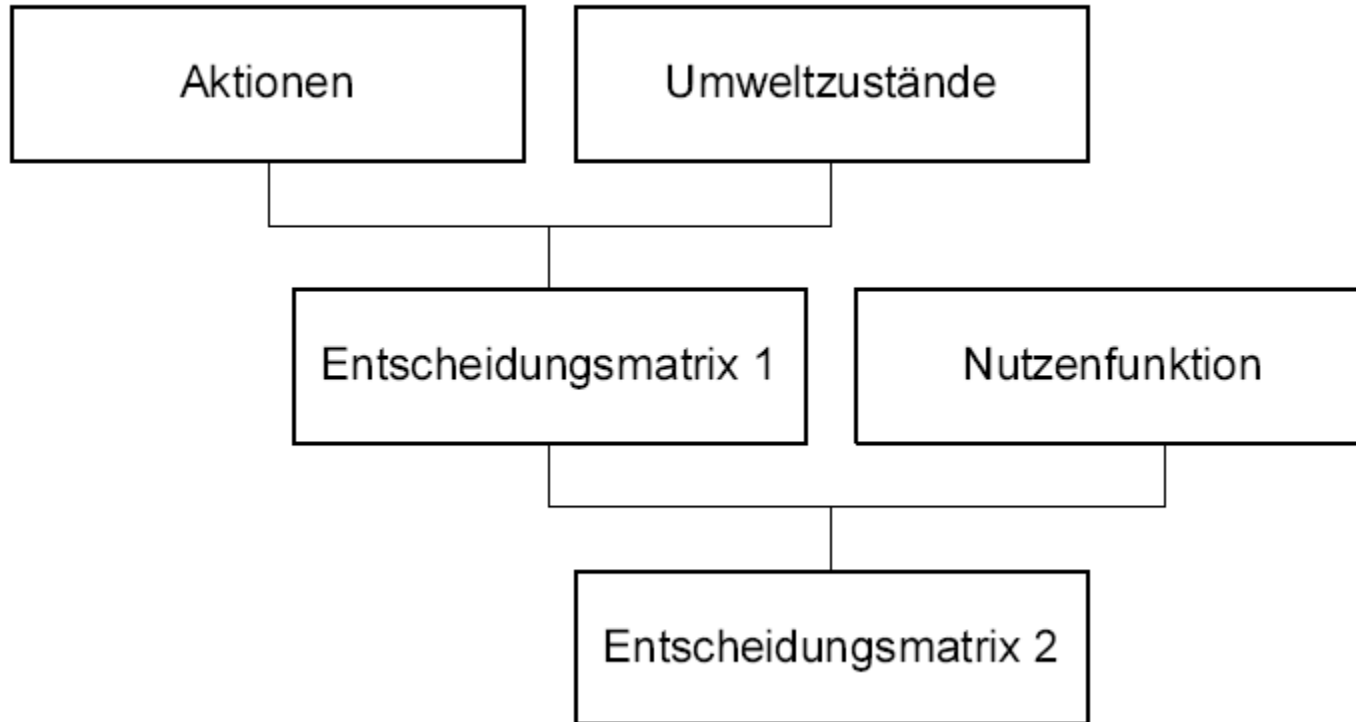 Aktionen
Umweltzustände
Entscheidungsmatrix 1
Nutzenfunktion
Entscheidungsmatrix 2